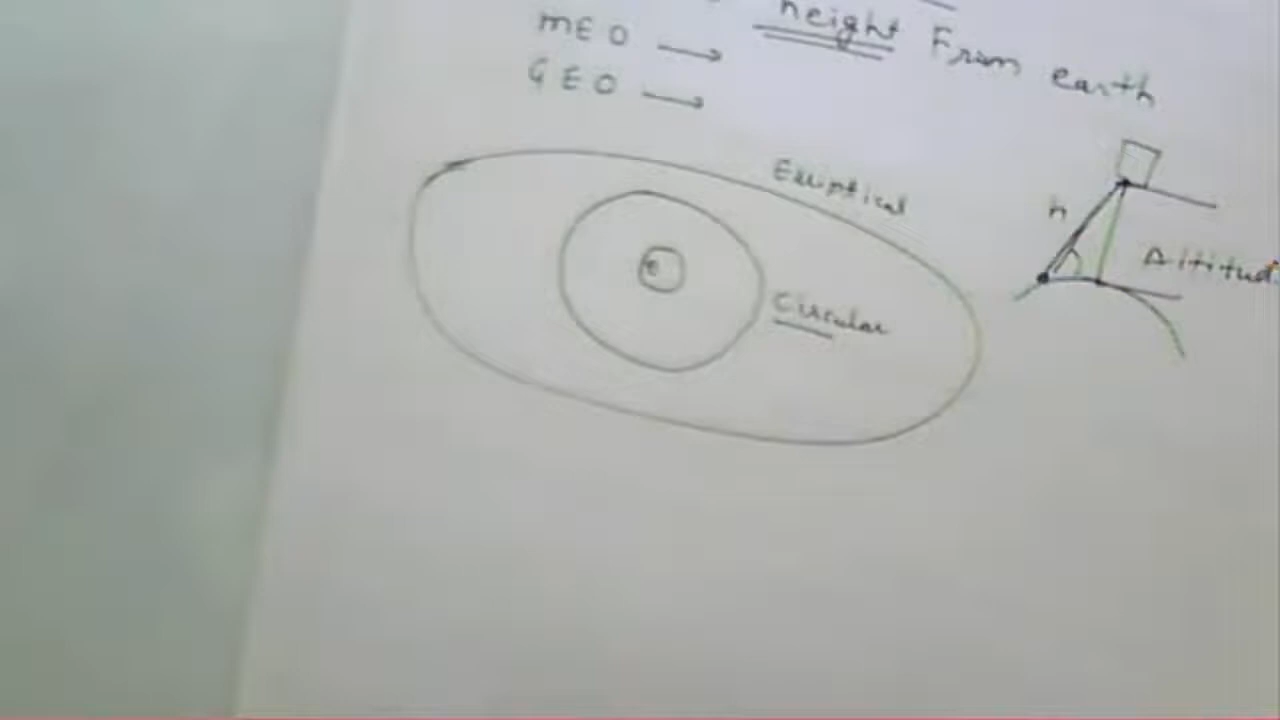 height From earth
MEO →
GEO →
Elliptical
h
Altitud
e
Circular